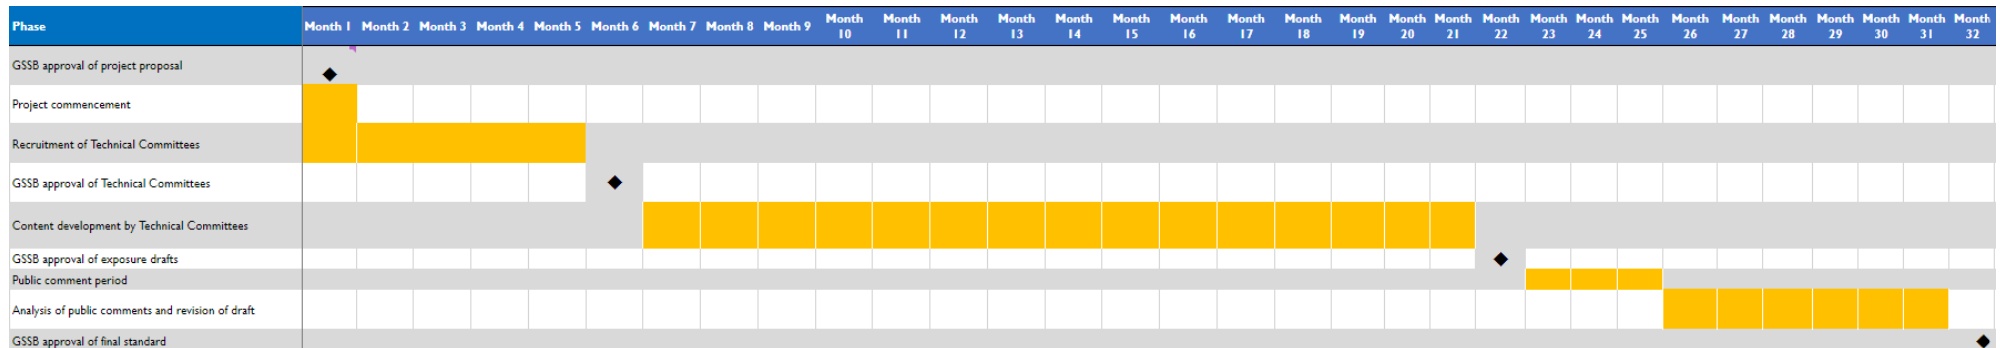 Phase Month 1 Month 2 Month 3 Month 4 Month 5 Month 6 Month 7 Month 8 Month 9 Month 10 Month 11 Month 12 Month 13 Month 14 Month 15 Month 16 Month 17 Month 18 Month 19 Month 20 Month 21 Month 22 Month 23 Month 24 Month 25 Month 26 Month 27 Month 28 Month 29 Month 30 Month 31 Month 32
GSSB approval of project proposal
Project commencement
Recruitment of Technical Committees
GSSB approval of Technical Committees
Content development by Technical Committees
GSSB approval of exposure drafts
Public comment period
Analysis of public comments and revision of draft
GSSB approval of final standard